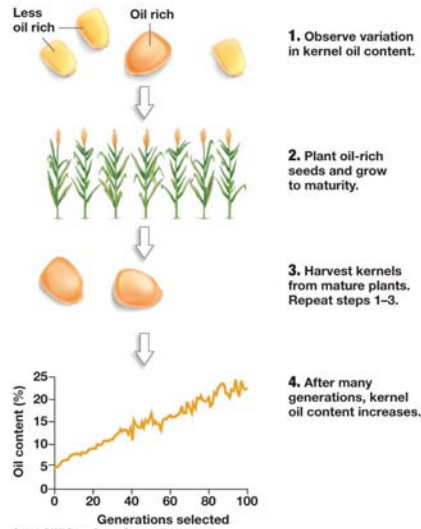 Less
oil rich
Oil rich
1. Observe variation
in kernel oil content.
2. Plant oil-rich
seeds and grow
to maturity.
3. Harvest kernels
from mature plants.
Repeat steps 1–3.
4. After many
generations, kernel
oil content increases.
Oil content (%)
25
20
15
10
5
0
0 20 40 60 80 100
Generations selected